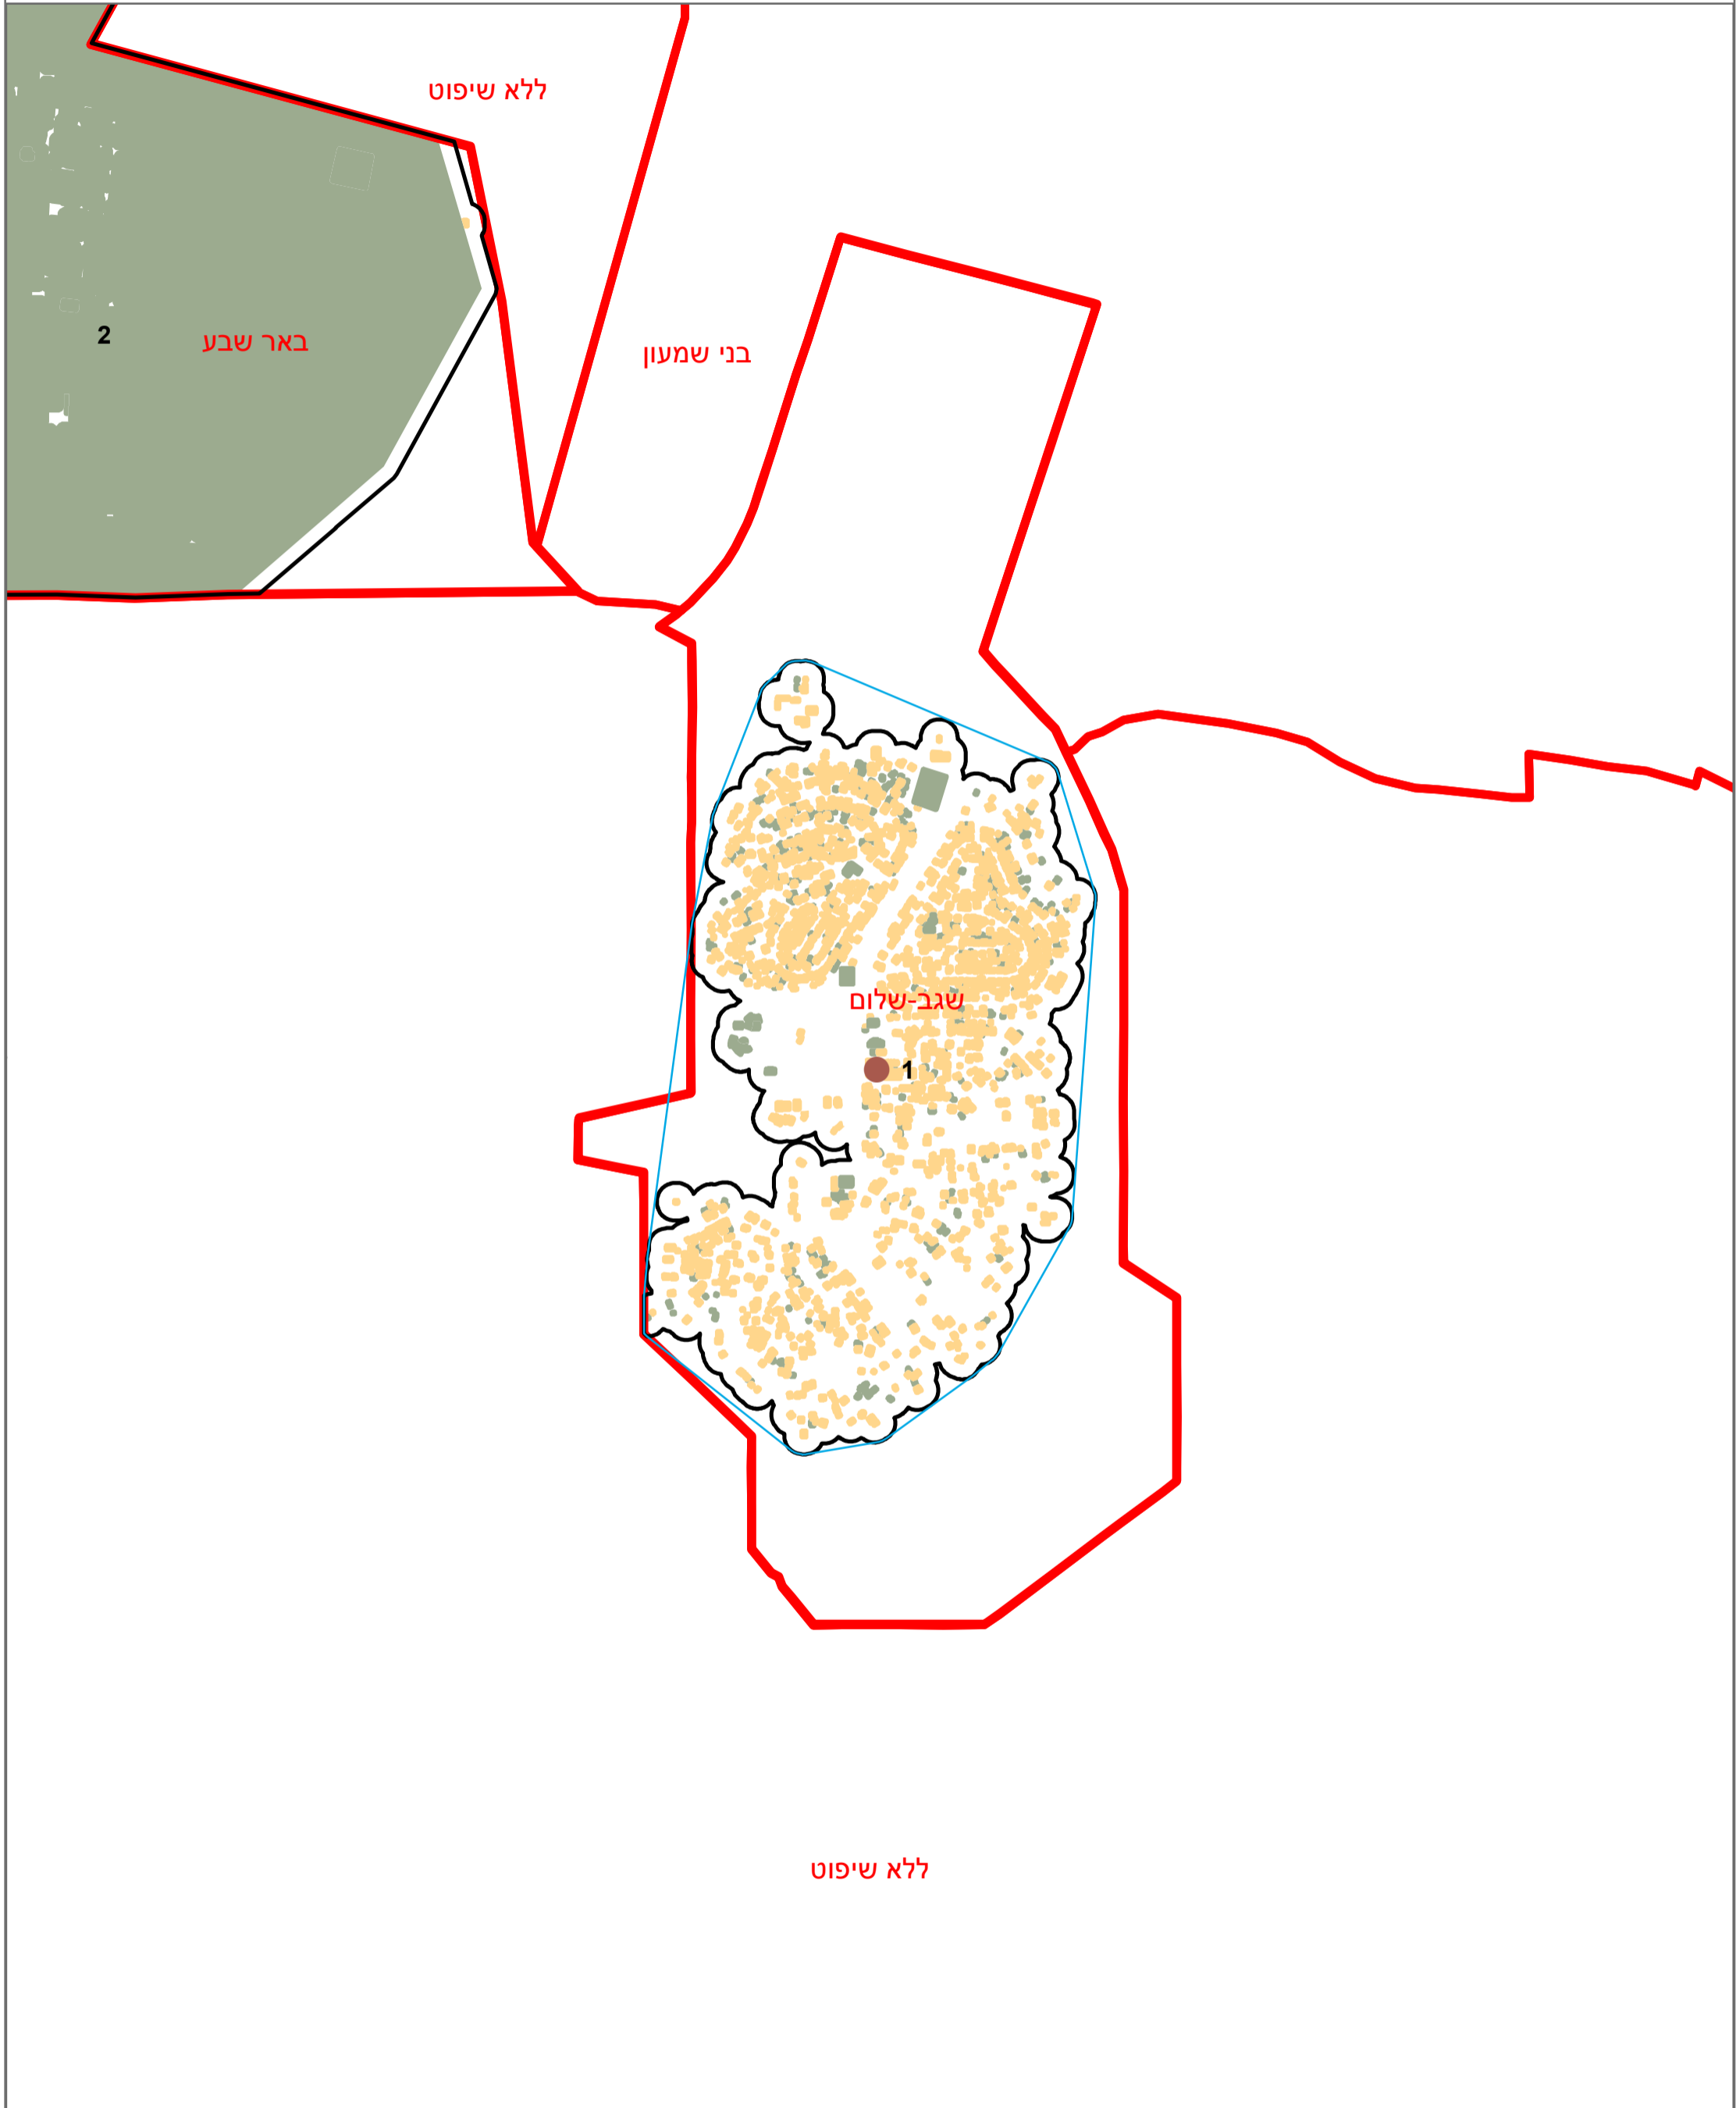 ללא שיפוט
באר שבע
2
בני שמעון
שגב-שלום
1
ללא שיפוט